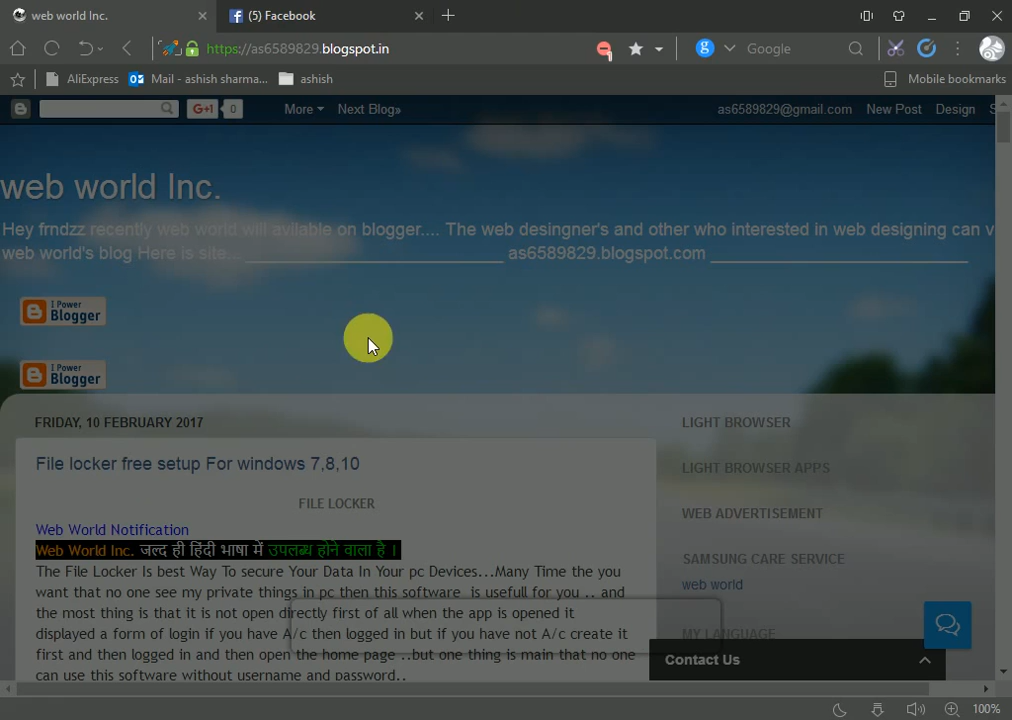 web world Inc.
(5) Facebook
https://as6589829.blogspot.in
Google
AliExpress
Mail - ashish sharma...
ashish
Mobile bookmarks
G+1 0
More
Next Blog»
as6589829@gmail.com
New Post
Design
web world Inc.
Hey frndzz recently web world will avilable on blogger.... The web desingner's and other who interested in web designing can v
web world's blog Here is site... ___________________________ as6589829.blogspot.com ___________________________
I Power
Blogger
I Power
Blogger
FRIDAY, 10 FEBRUARY 2017
File locker free setup For windows 7,8,10
FILE LOCKER
Web World Notification
Web World Inc. जल्द ही हिंदी भाषा में उपलब्ध होने वाला है ।
The File Locker Is best Way To secure Your Data In Your pc Devices...Many Time the you
want that no one see my private things in pc then this software is usefull for you .. and
the most thing is that it is not open directly first of all when the app is opened it
displayed a form of login if you have A/c then logged in but if you have not A/c create it
first and then logged in and then open the home page ..but one thing is main that no one
can use this software without username and password..
LIGHT BROWSER
LIGHT BROWSER APPS
WEB ADVERTISEMENT
SAMSUNG CARE SERVICE
web world
MY LANGUAGE
Contact Us
100%